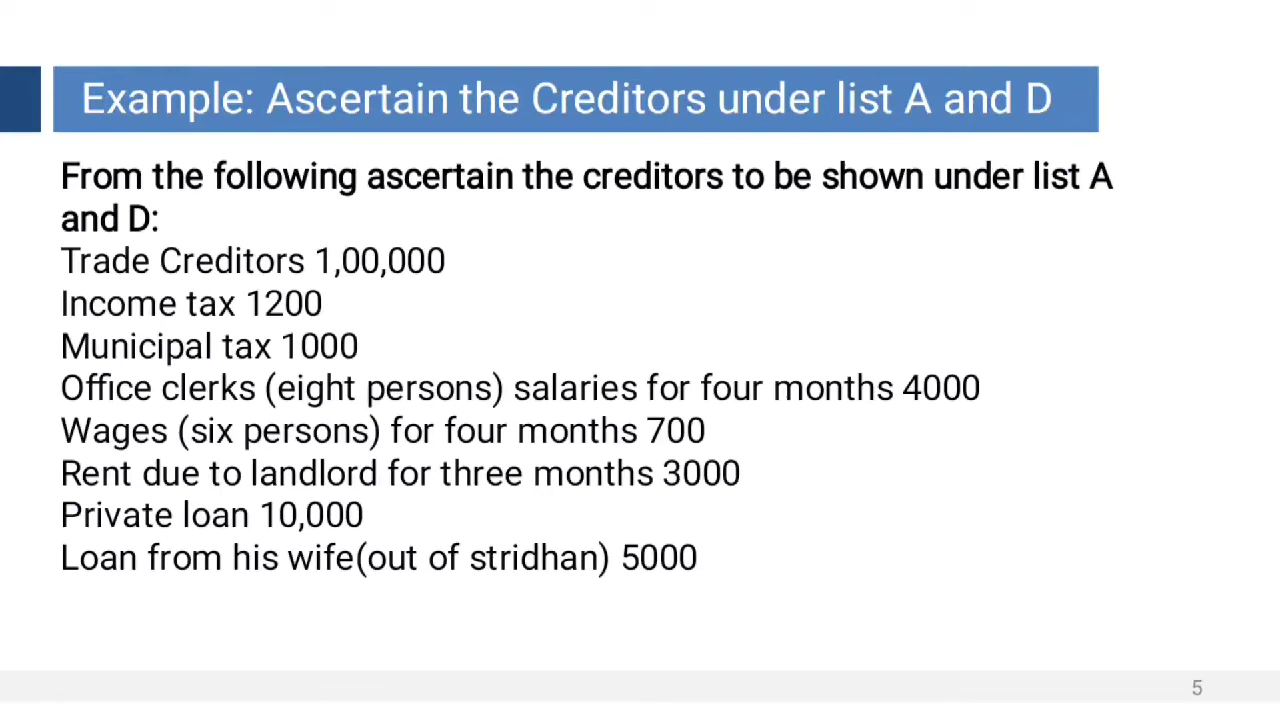 Example: Ascertain the Creditors under list A and D
From the following ascertain the creditors to be shown under list A
and D:
Trade Creditors 1,00,000
Income tax 1200
Municipal tax 1000
Office clerks (eight persons) salaries for four months 4000
Wages (six persons) for four months 700
Rent due to landlord for three months 3000
Private loan 10,000
Loan from his wife(out of stridhan) 5000
5